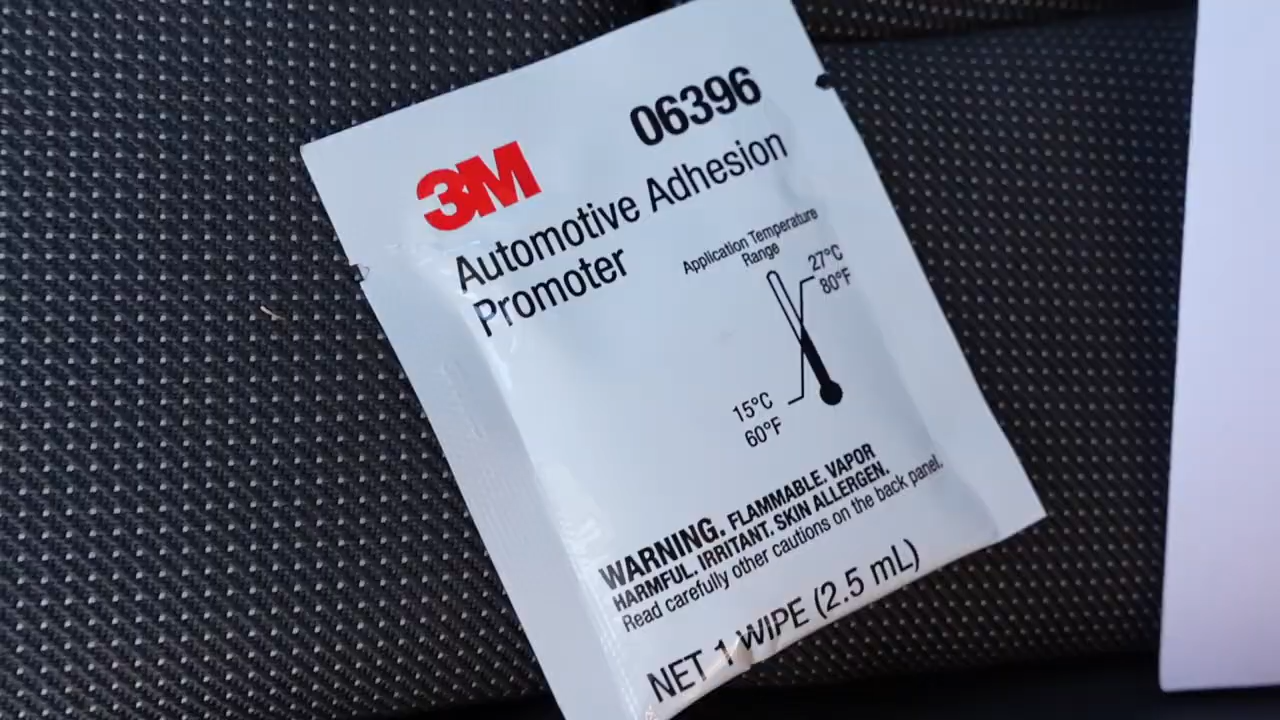 06396
3M
Automotive Adhesion
Promoter
Application Temperature
Range
27°C
80°F
15°C
60°F
WARNING. FLAMMABLE. VAPOR
HARMFUL. IRRITANT. SKIN ALLERGEN.
Read carefully other cautions on the back panel.
NET 1 WIPE (2.5 mL)